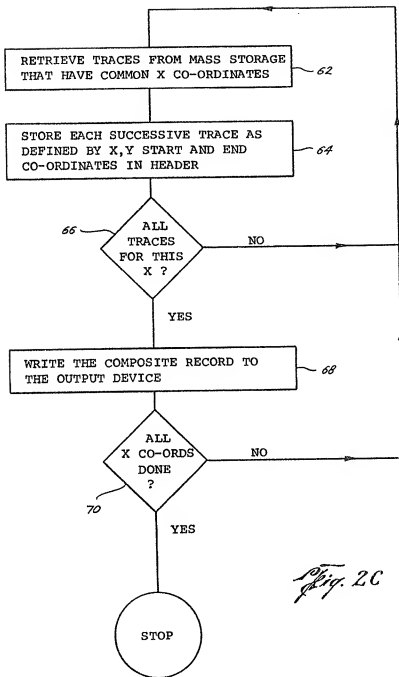 RETRIEVE TRACES FROM MASS STORAGE
THAT HAVE COMMON X CO-ORDINATES
62
STORE EACH SUCCESSIVE TRACE AS
DEFINED BY X,Y START AND END
CO-ORDINATES IN HEADER
64
66
ALL
TRACES
FOR THIS
X ?
NO
YES
WRITE THE COMPOSITE RECORD TO
THE OUTPUT DEVICE
68
ALL
X CO-ORDS
DONE
?
NO
70
YES
Fig. 2C
STOP